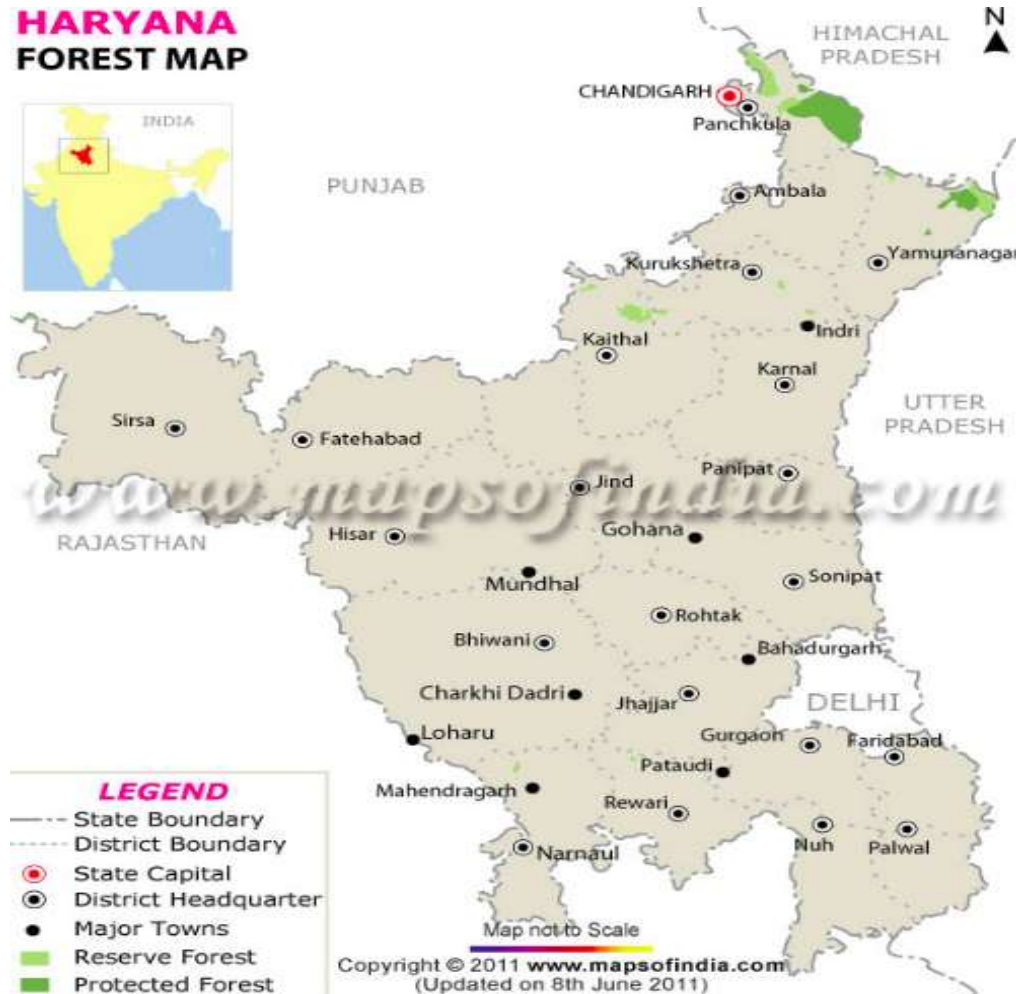 HARYANA
FOREST MAP
INDIA
N
HIMACHAL
PRADESH
CHANDIGARH
Panchkula
PUNJAB
Ambala
Kurukshetra
Yamunanagar
Kaithal
Indri
Karnal
UTTER
PRADESH
Sirsa
Fatehabad
Panipat
Jind
www.mapsofindia.com
RAJASTHAN
Hisar
Gohana
Mundhal
Sonipat
Rohtak
Bhiwani
Bahadurgarh
Charkhi Dadri
Jhajjar
DELHI
Loharu
Gurgaon
Faridabad
Pataudi
Mahendragarh
Rewari
Nuh
Palwal
Narnaul
LEGEND
State Boundary
District Boundary
State Capital
District Headquarter
Major Towns
Reserve Forest
Protected Forest
Map not to Scale
Copyright © 2011 www.mapsofindia.com
(Updated on 8th June 2011)